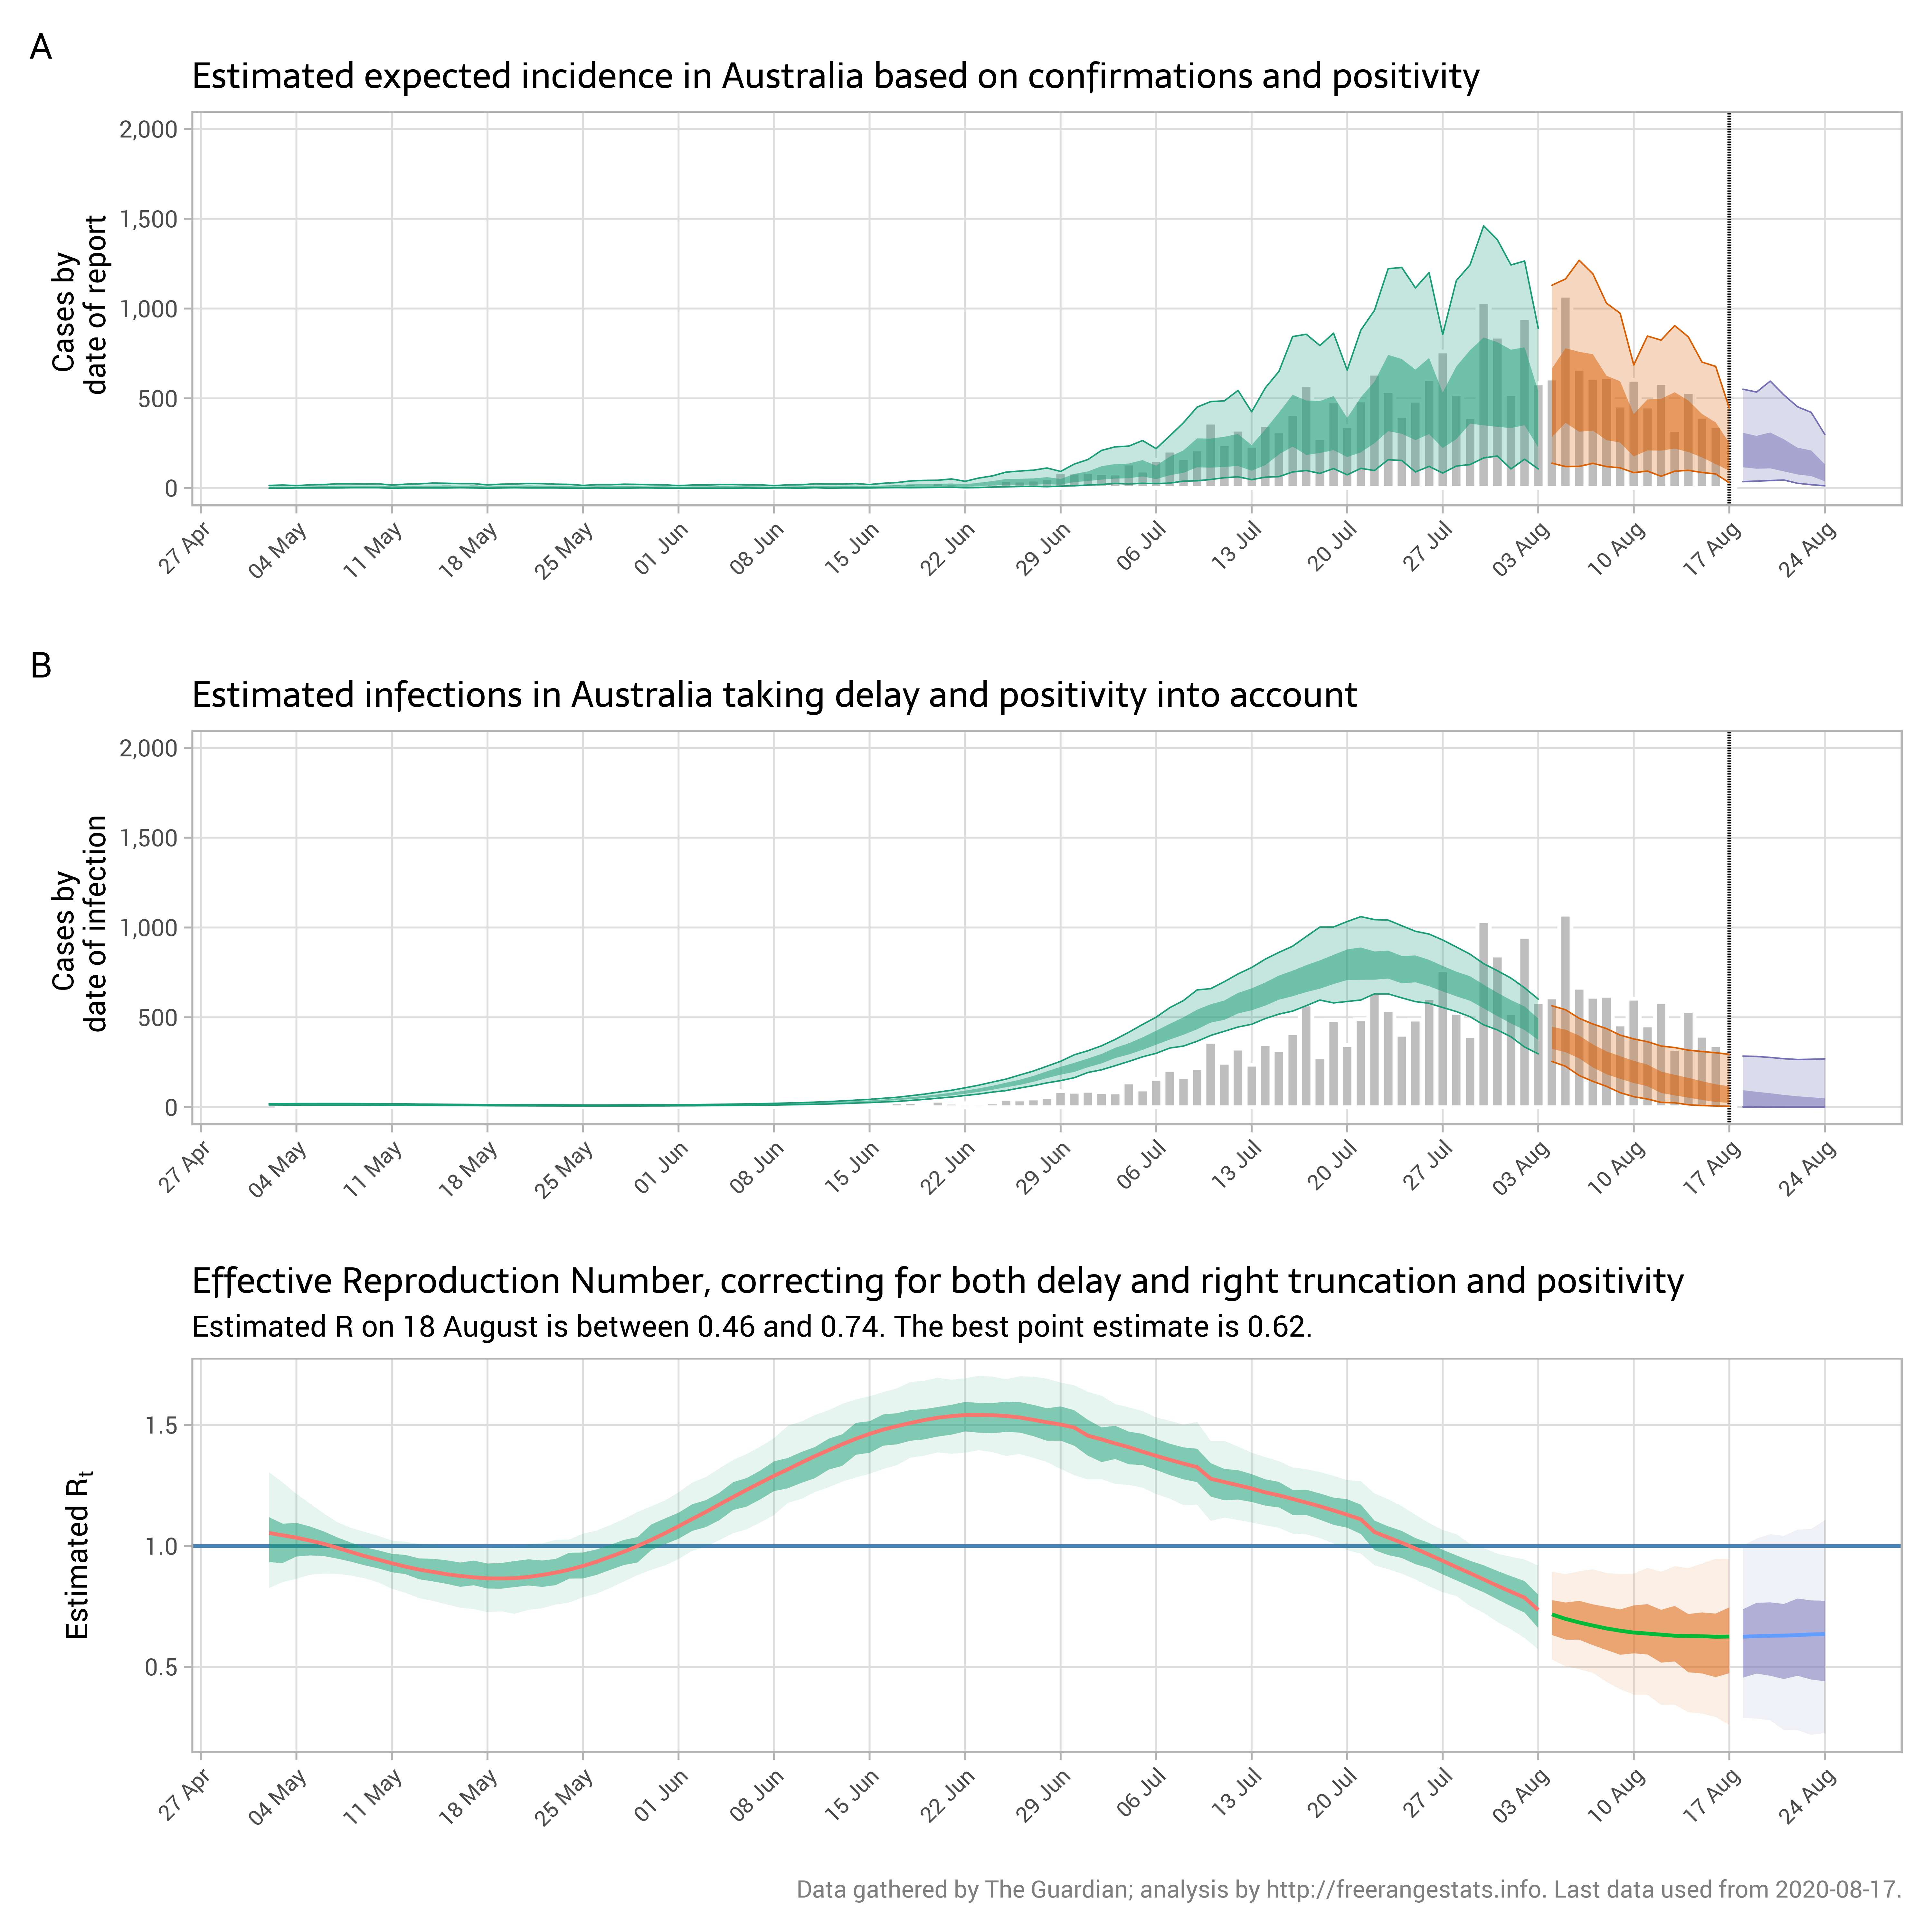 A
Estimated expected incidence in Australia based on confirmations and positivity
Cases by
date of report
2,000
1,500
1,000
500
0
27 Apr
04 May
11 May
18 May
25 May
01 Jun
08 Jun
15 Jun
22 Jun
29 Jun
06 Jul
13 Jul
20 Jul
27 Jul
03 Aug
10 Aug
17 Aug
24 Aug
B
Estimated infections in Australia taking delay and positivity into account
Cases by
date of infection
2,000
1,500
1,000
500
0
27 Apr
04 May
11 May
18 May
25 May
01 Jun
08 Jun
15 Jun
22 Jun
29 Jun
06 Jul
13 Jul
20 Jul
27 Jul
03 Aug
10 Aug
17 Aug
24 Aug
Effective Reproduction Number, correcting for both delay and right truncation and positivity
Estimated R on 18 August is between 0.46 and 0.74. The best point estimate is 0.62.
Estimated Rt
1.5
1.0
0.5
27 Apr
04 May
11 May
18 May
25 May
01 Jun
08 Jun
15 Jun
22 Jun
29 Jun
06 Jul
13 Jul
20 Jul
27 Jul
03 Aug
10 Aug
17 Aug
24 Aug
Data gathered by The Guardian; analysis by http://freerangestats.info. Last data used from 2020-08-17.